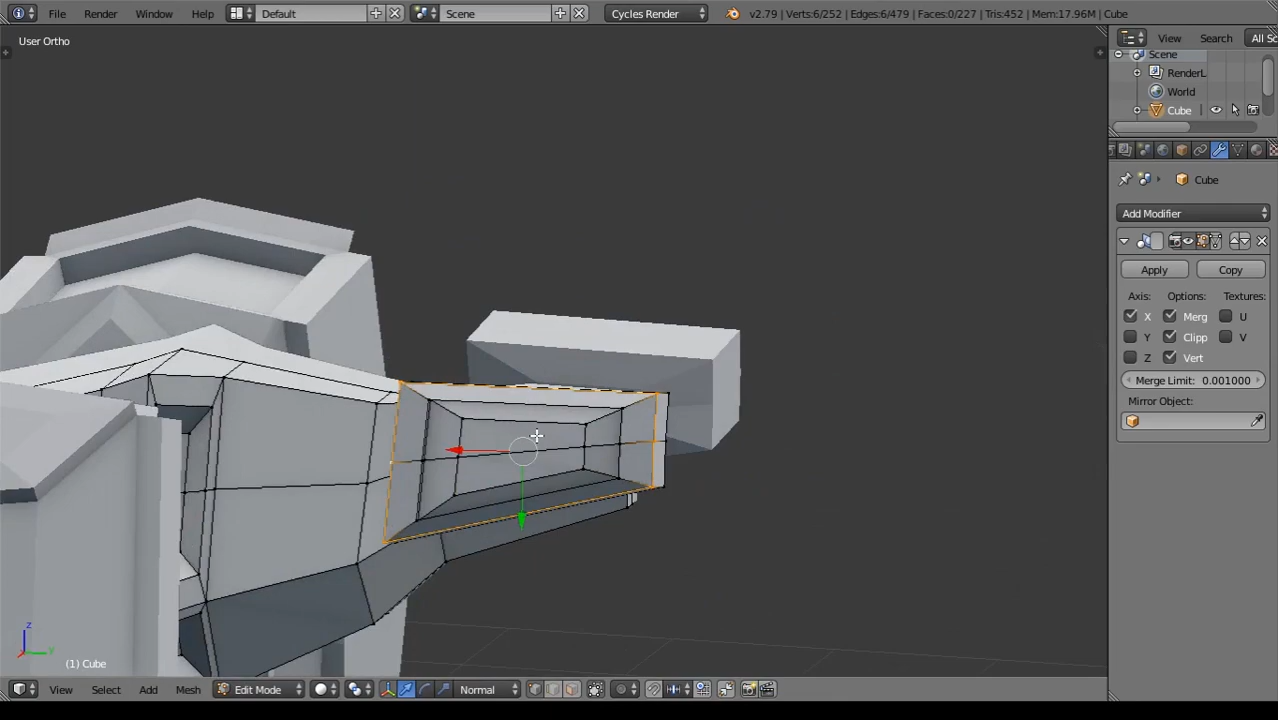 File Render Window Help Default Scene Cycles Render v2.79 | Verts:6/252 | Edges:6/479 | Faces:0/227 | Tris:452 | Mem:17.96M | Cube
User Ortho
View Search All Sc
Scene
RenderL
World
Cube
Cube
Add Modifier
Apply Copy
Axis: Options: Textures:
X Merg U
Y Clipp V
Z Vert
Merge Limit: 0.001000
Mirror Object:
z
y
(1) Cube
View Select Add Mesh Edit Mode Normal